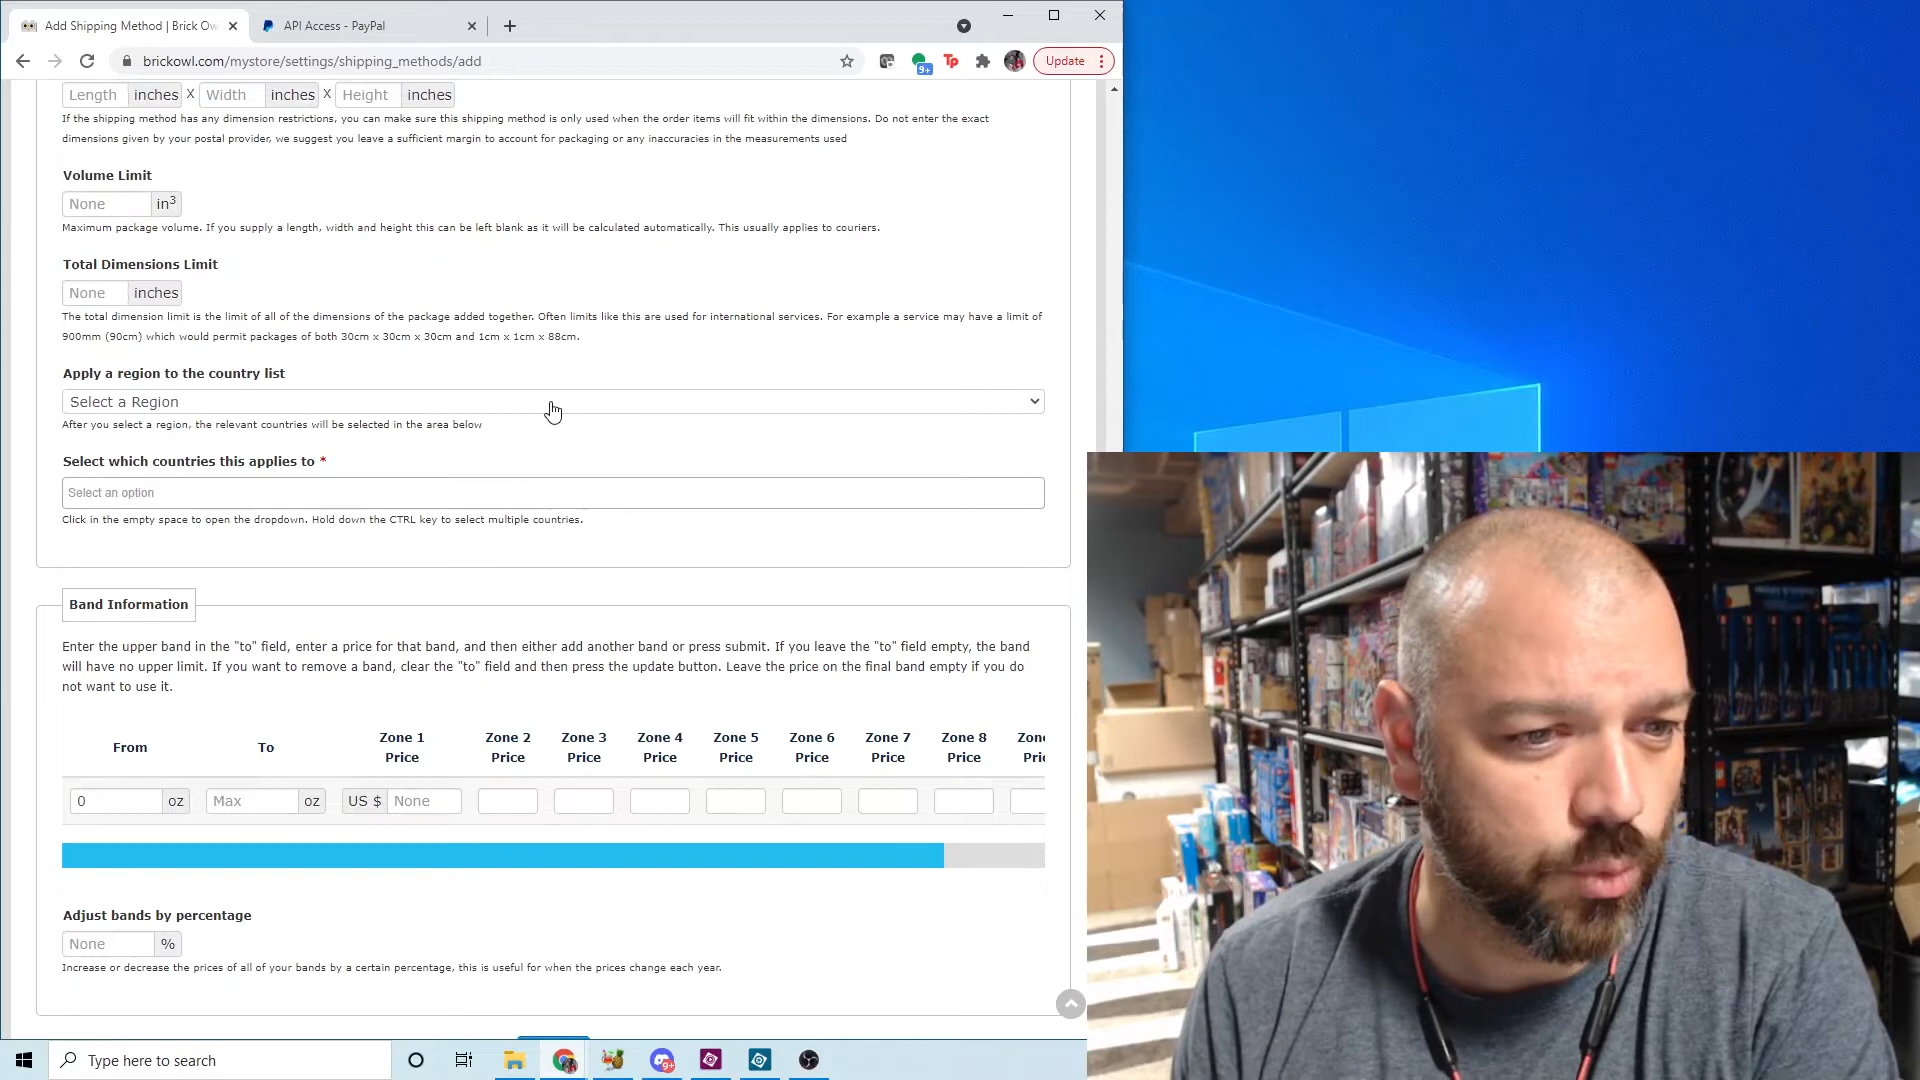 Add Shipping Method | Brick Ow
API Access - PayPal
brickowl.com/mystore/settings/shipping_methods/add
9+
Update
Length inches X Width inches X Height inches
If the shipping method has any dimension restrictions, you can make sure this shipping method is only used when the order items will fit within the dimensions. Do not enter the exact
dimensions given by your postal provider, we suggest you leave a sufficient margin to account for packaging or any inaccuracies in the measurements used
Volume Limit
None in³
Maximum package volume. If you supply a length, width and height this can be left blank as it will be calculated automatically. This usually applies to couriers.
Total Dimensions Limit
None inches
The total dimension limit is the limit of all of the dimensions of the package added together. Often limits like this are used for international services. For example a service may have a limit of
900mm (90cm) which would permit packages of both 30cm x 30cm x 30cm and 1cm x 1cm x 88cm.
Apply a region to the country list
Select a Region
After you select a region, the relevant countries will be selected in the area below
Select which countries this applies to *
Select an option
Click in the empty space to open the dropdown. Hold down the CTRL key to select multiple countries.
Band Information
Enter the upper band in the "to" field, enter a price for that band, and then either add another band or press submit. If you leave the "to" field empty, the band
will have no upper limit. If you want to remove a band, clear the "to" field and then press the update button. Leave the price on the final band empty if you do
not want to use it.
From To Zone 1 Price Zone 2 Price Zone 3 Price Zone 4 Price Zone 5 Price Zone 6 Price Zone 7 Price Zone 8 Price
0 oz Max oz US $ None
Adjust bands by percentage
None %
Increase or decrease the prices of all of your bands by a certain percentage, this is useful for when the prices change each year.
Type here to search